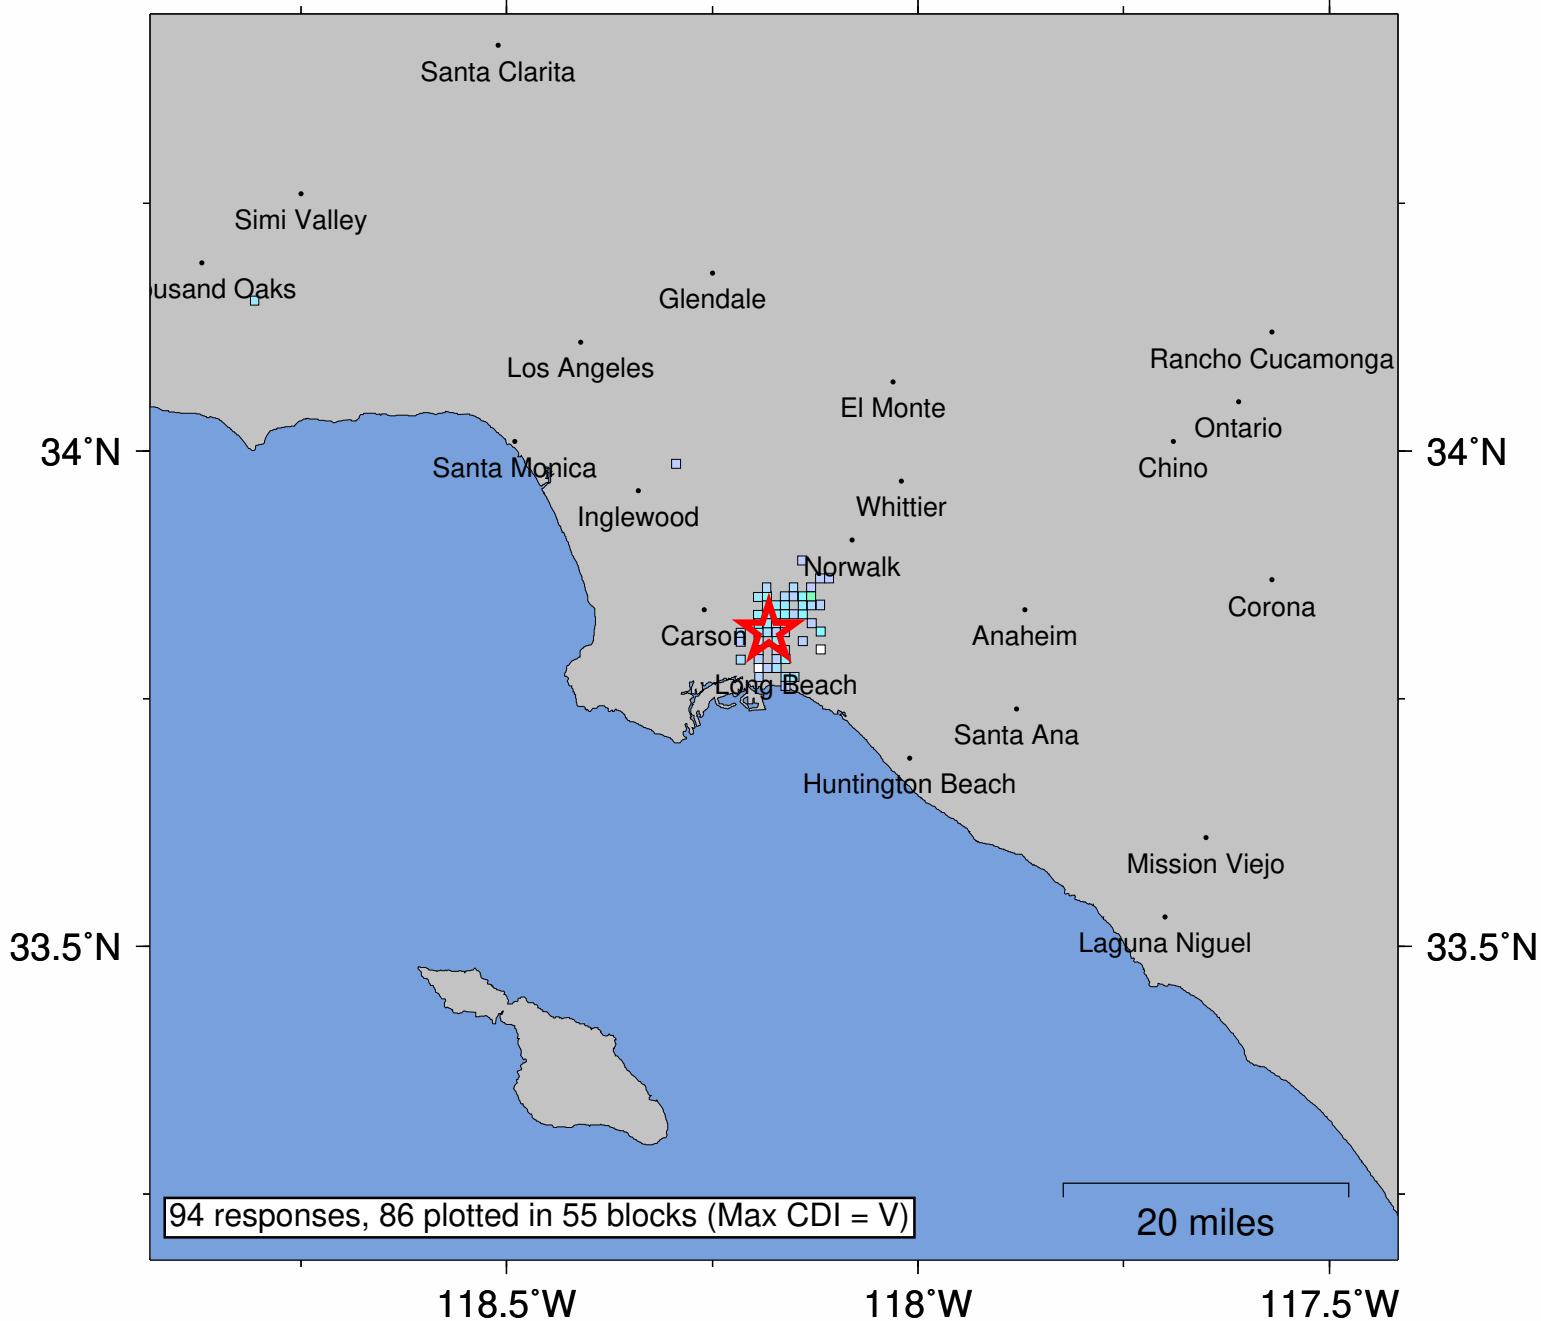 Santa Clarita
Simi Valley
usand Oaks
Glendale
Los Angeles
Rancho Cucamonga
El Monte
Ontario
34˚N
34˚N
Santa Monica
Chino
Inglewood
Whittier
Norwalk
Corona
Carson
Anaheim
Long Beach
Santa Ana
Huntington Beach
Mission Viejo
Laguna Niguel
33.5˚N
33.5˚N
94 responses, 86 plotted in 55 blocks (Max CDI = V)
20 miles
118.5˚W
118˚W
117.5˚W